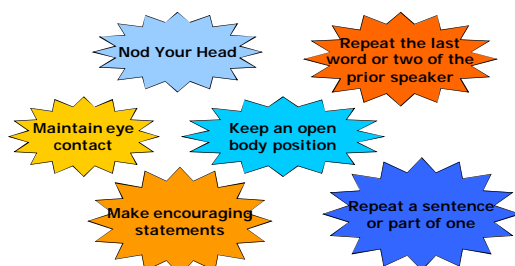 Nod Your Head
Repeat the last
word or two of the
prior speaker
Maintain eye
contact
Keep an open
body position
Make encouraging
statements
Repeat a sentence
or part of one